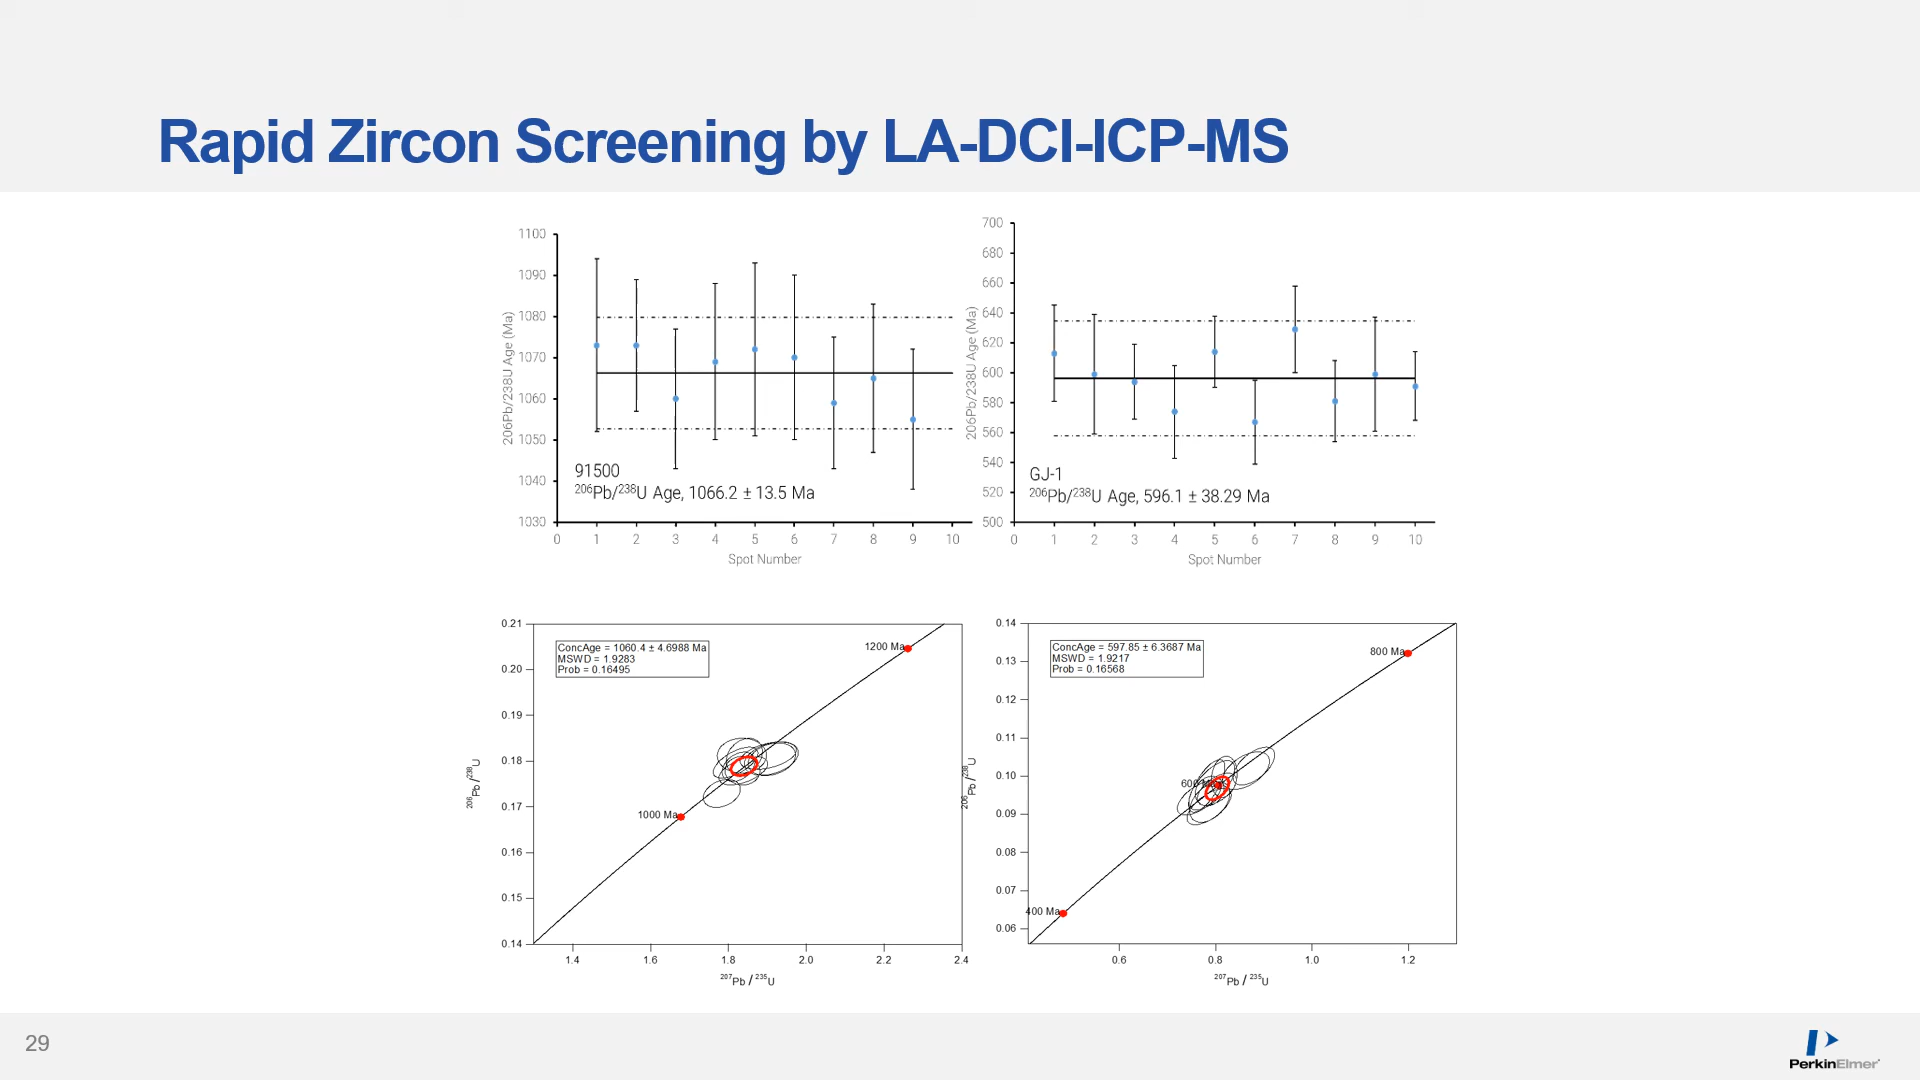 Rapid Zircon Screening by LA-DCI-ICP-MS
1100
1090
1080
1070
1060
1050
1040
1030
206Pb/238U Age (Ma)
91500
²⁰⁶Pb/²³⁸U Age, 1066.2 ± 13.5 Ma
0 1 2 3 4 5 6 7 8 9 10
Spot Number
700
680
660
640
620
600
580
560
540
520
500
206Pb/238U Age (Ma)
GJ-1
²⁰⁶Pb/²³⁸U Age, 596.1 ± 38.29 Ma
0 1 2 3 4 5 6 7 8 9 10
Spot Number
0.21
0.20
0.19
0.18
0.17
0.16
0.15
0.14
²⁰⁶Pb / ²³⁸U
ConcAge = 1060.4 ± 4.6988 Ma
MSWD = 1.9283
Prob = 0.16495
1200 Ma
1000 Ma
1.4 1.6 1.8 2.0 2.2 2.4
²⁰⁷Pb / ²³⁵U
0.14
0.13
0.12
0.11
0.10
0.09
0.08
0.07
0.06
²⁰⁶Pb / ²³⁸U
ConcAge = 597.85 ± 6.3687 Ma
MSWD = 1.9217
Prob = 0.16568
800 Ma
600 Ma
400 Ma
0.6 0.8 1.0 1.2
²⁰⁷Pb / ²³⁵U
29
PerkinElmer